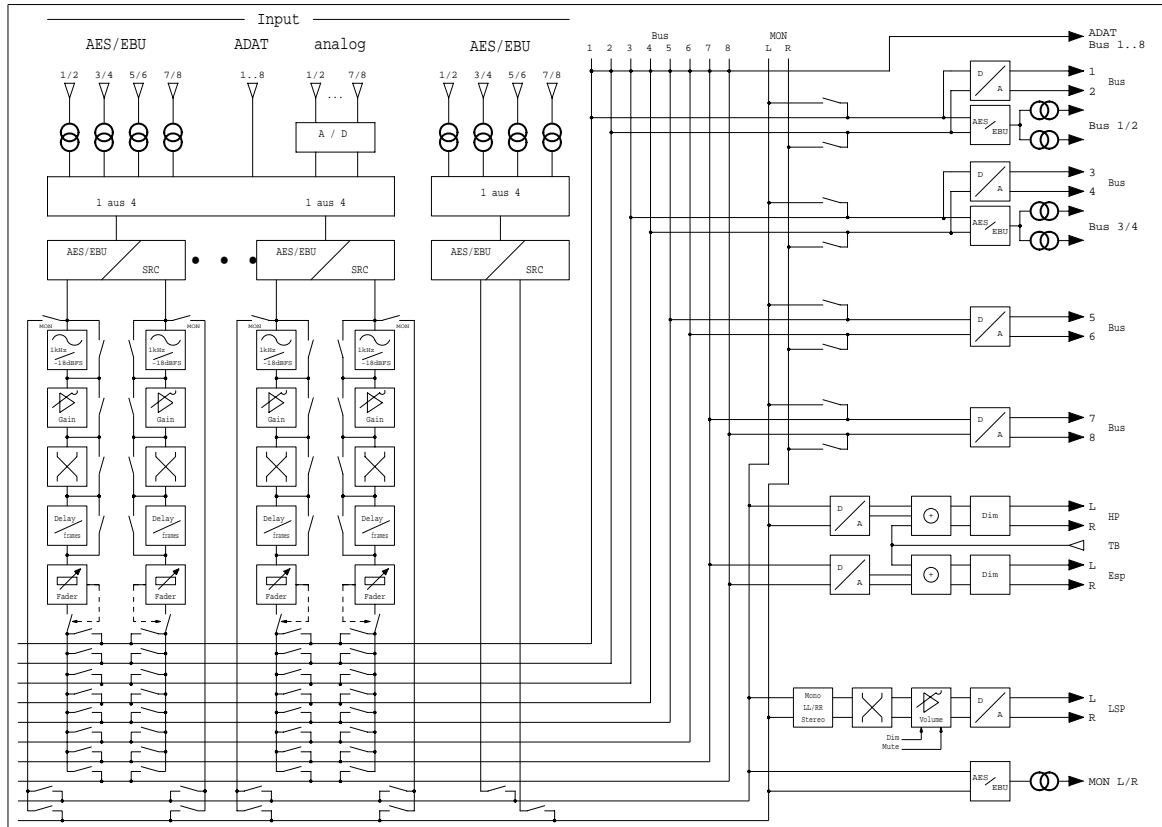 Input
AES/EBU ADAT analog AES/EBU
1/2 3/4 5/6 7/8 1..8 1/2 ... 7/8 1/2 3/4 5/6 7/8
A / D
1 aus 4 1 aus 4 1 aus 4
AES/EBU SRC AES/EBU SRC AES/EBU SRC
MON MON MON MON
1kHz -18dBFS 1kHz -18dBFS 1kHz -18dBFS 1kHz -18dBFS
Gain Gain Gain Gain
Delay frames Delay frames Delay frames Delay frames
Fader Fader Fader Fader
Bus MON
1 2 3 4 5 6 7 8 L R
ADAT
Bus 1..8
D A 1
Bus
2
AES EBU Bus 1/2
D A 3
Bus
4
AES EBU Bus 3/4
D A 5
Bus
6
D A 7
Bus
8
D A + Dim L
HP
R
TB
D A + Dim L
Esp
R
Mono
LL/RR
Stereo
Volume
D A L
LSP
R
Dim
Mute
AES EBU MON L/R